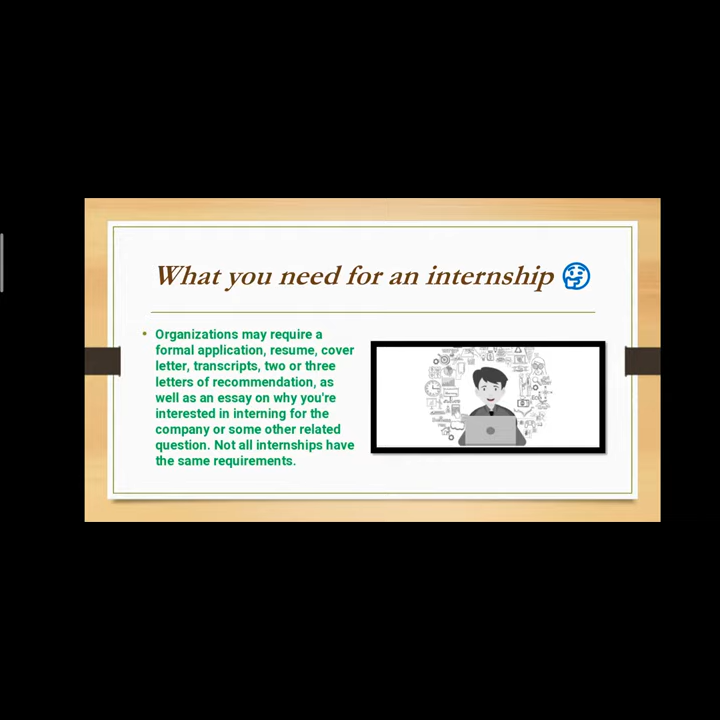 What you need for an internship 🤔
• Organizations may require a
formal application, resume, cover
letter, transcripts, two or three
letters of recommendation, as
well as an essay on why you're
interested in interning for the
company or some other related
question. Not all internships have
the same requirements.